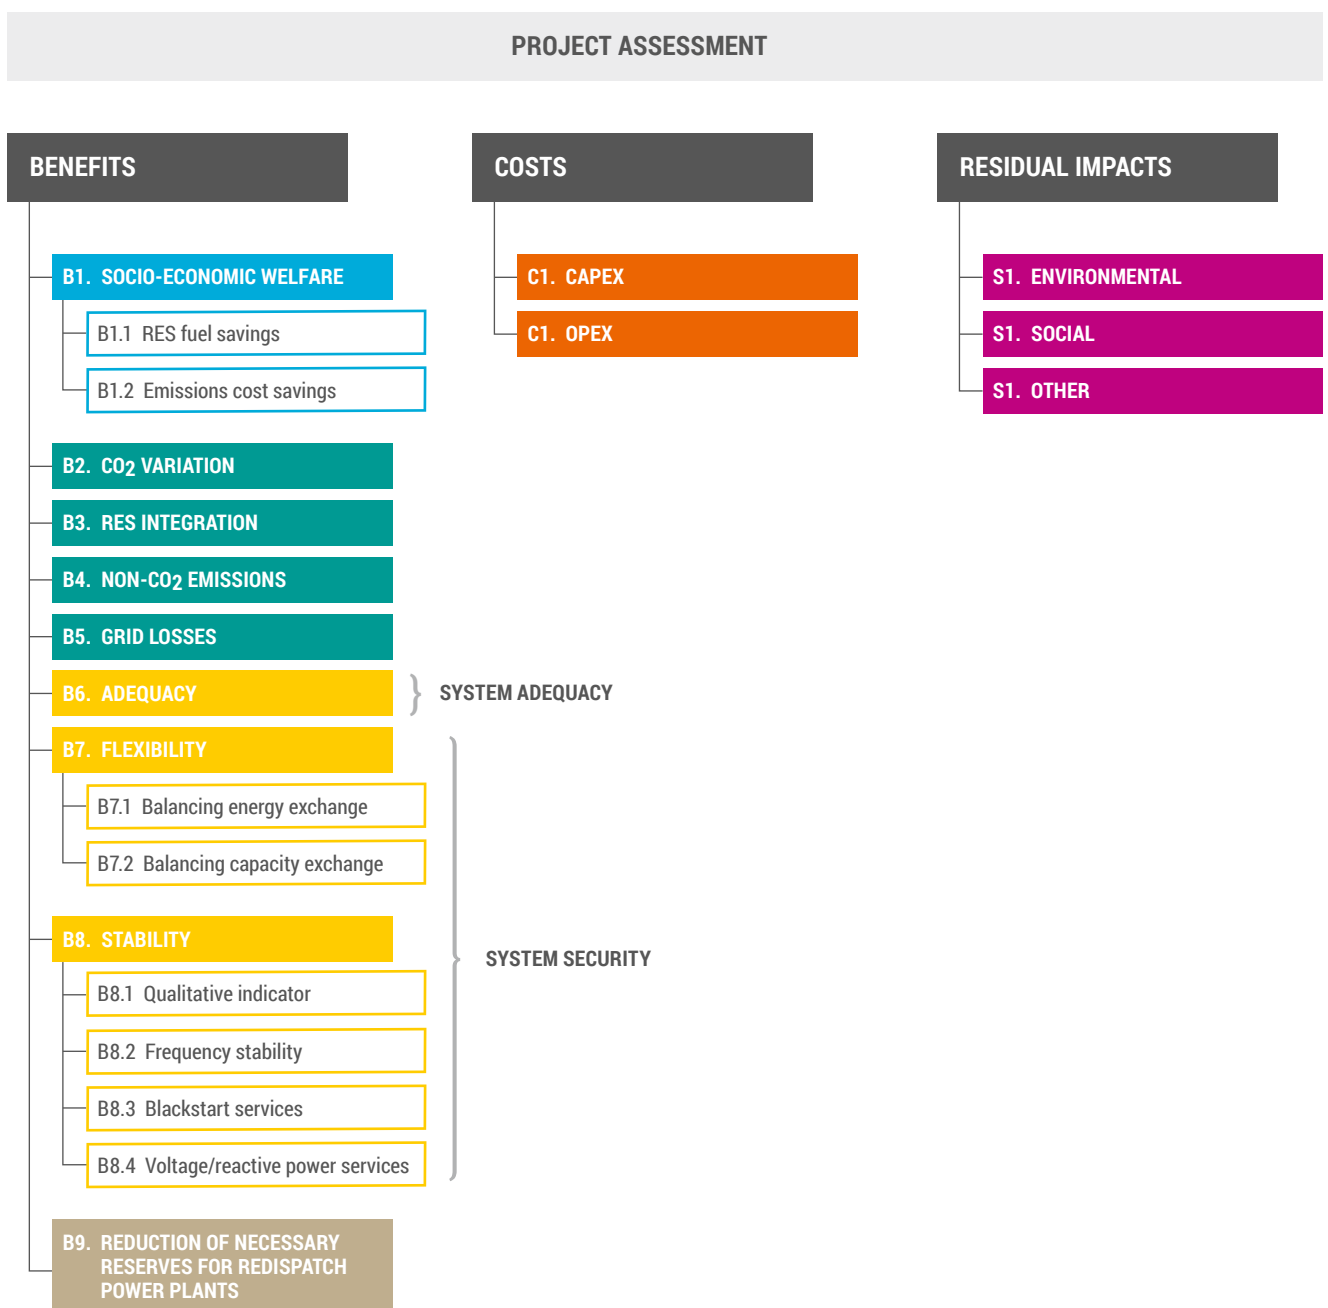 PROJECT ASSESSMENT
BENEFITS
B1. SOCIO-ECONOMIC WELFARE
B1.1 RES fuel savings
B1.2 Emissions cost savings
B2. CO2 VARIATION
B3. RES INTEGRATION
B4. NON-CO2 EMISSIONS
B5. GRID LOSSES
B6. ADEQUACY
SYSTEM ADEQUACY
B7. FLEXIBILITY
B7.1 Balancing energy exchange
B7.2 Balancing capacity exchange
B8. STABILITY
B8.1 Qualitative indicator
B8.2 Frequency stability
B8.3 Blackstart services
B8.4 Voltage/reactive power services
SYSTEM SECURITY
B9. REDUCTION OF NECESSARY
RESERVES FOR REDISPATCH
POWER PLANTS
COSTS
C1. CAPEX
C1. OPEX
RESIDUAL IMPACTS
S1. ENVIRONMENTAL
S1. SOCIAL
S1. OTHER